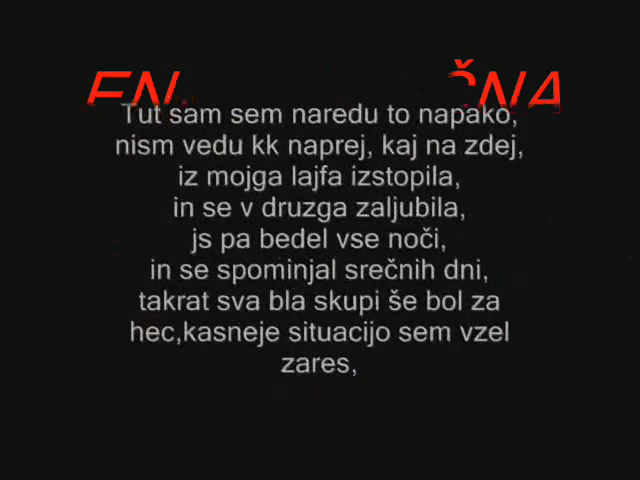 Tut sam sem naredu to napako,
nism vedu kk naprej, kaj na zdej,
iz mojga lajfa izstopila,
in se v druzga zaljubila,
js pa bedel vse noči,
in se spominjal srečnih dni,
takrat sva bla skupi še bol za
hec,kasneje situacijo sem vzel
zares,